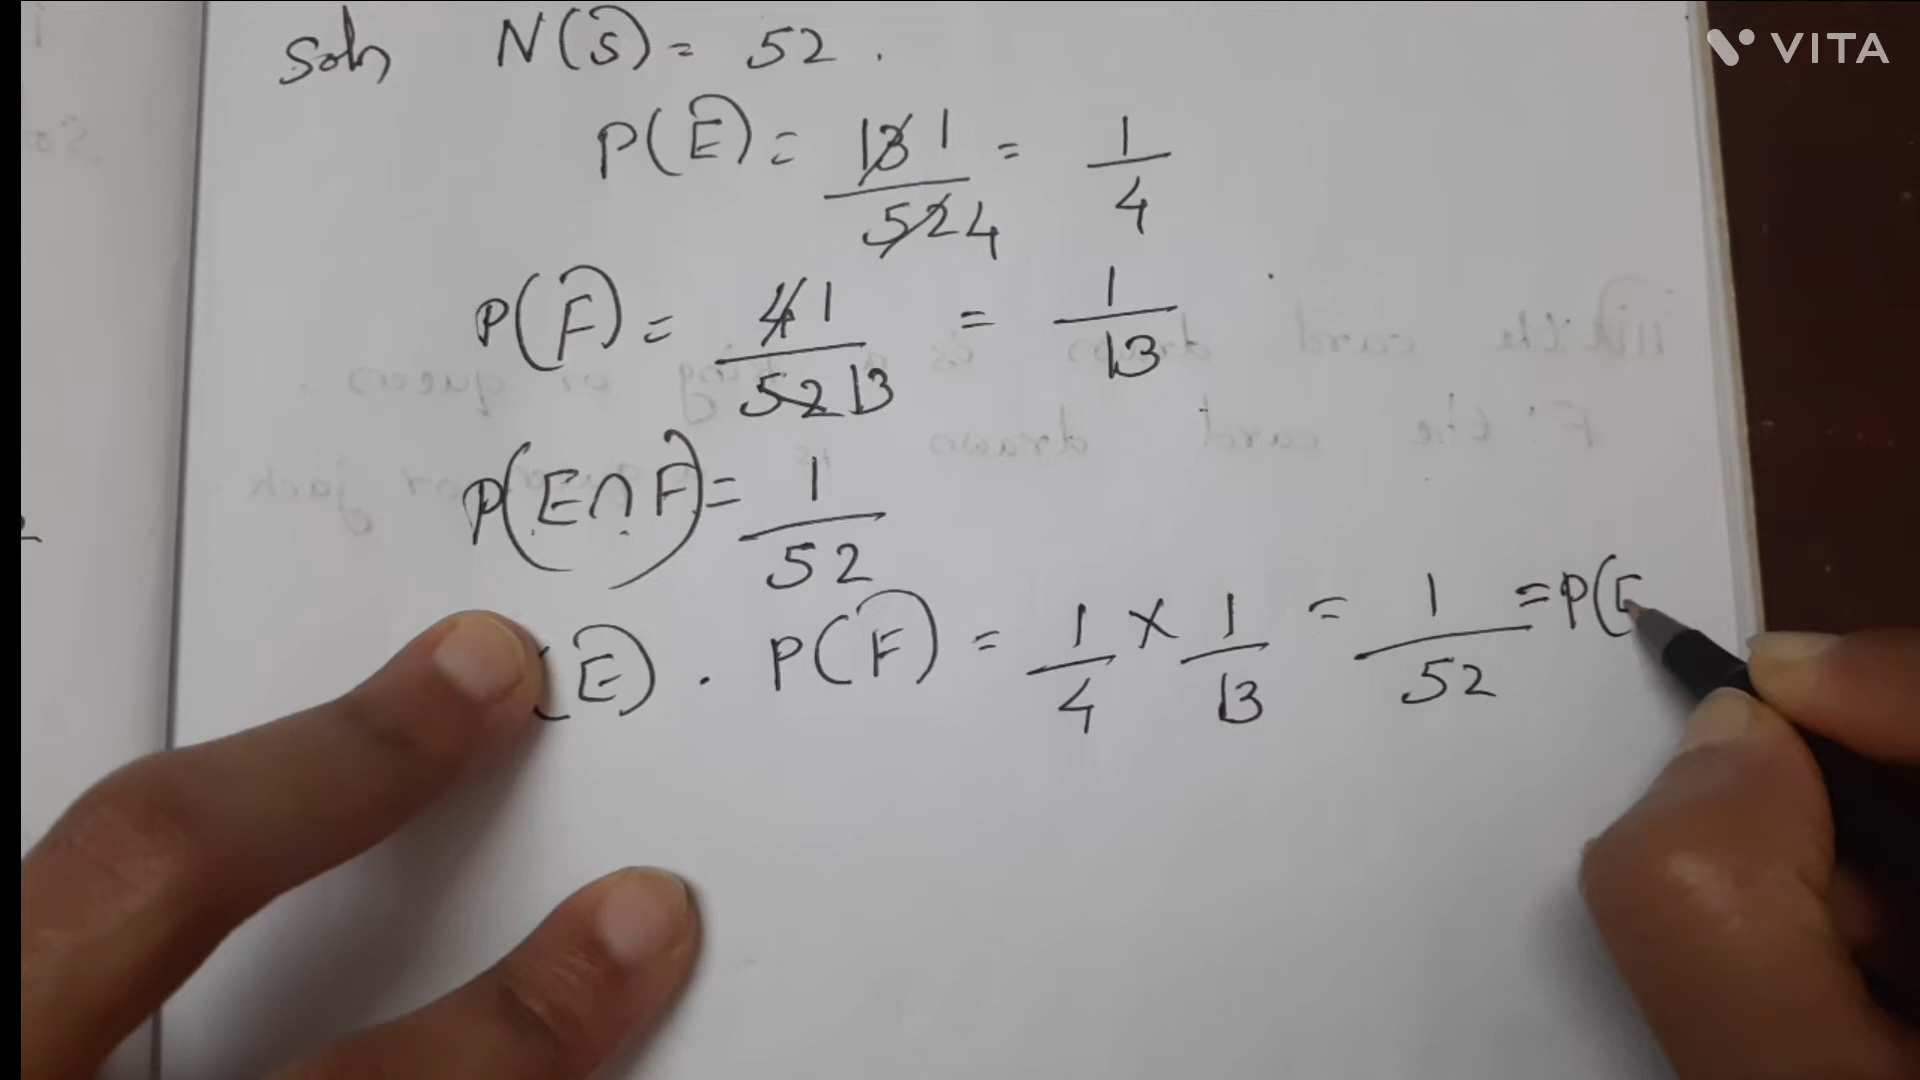 VITA
Soln N(S) = 52 .
P(E) = 13 1 / 52 4 = 1/4
P(F) = 4 1 / 52 13 = 1/13
P(E∩F) = 1/52
(E) . P(F) = 1/4 × 1/13 = 1/52 = P(E